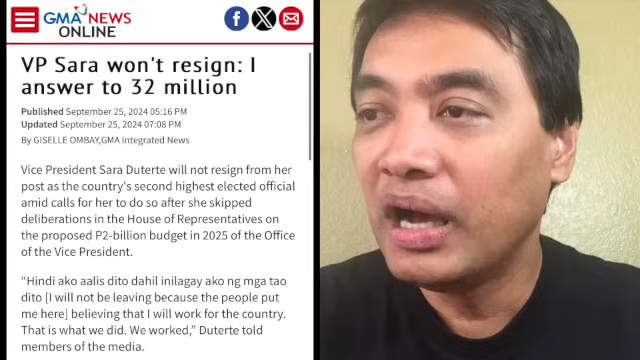 GMA NEWS
ONLINE
VP Sara won't resign: I
answer to 32 million
Published September 25, 2024 05:16 PM
Updated September 25, 2024 07:08 PM
By GISELLE OMBAY,GMA Integrated News
Vice President Sara Duterte will not resign from her
post as the country's second highest elected official
amid calls for her to do so after she skipped
deliberations in the House of Representatives on
the proposed P2-billion budget in 2025 of the Office
of the Vice President.
“Hindi ako aalis dito dahil inilagay ako ng mga tao
dito [I will not be leaving because the people put
me here] believing that I will work for the country.
That is what we did. We worked,” Duterte told
members of the media.